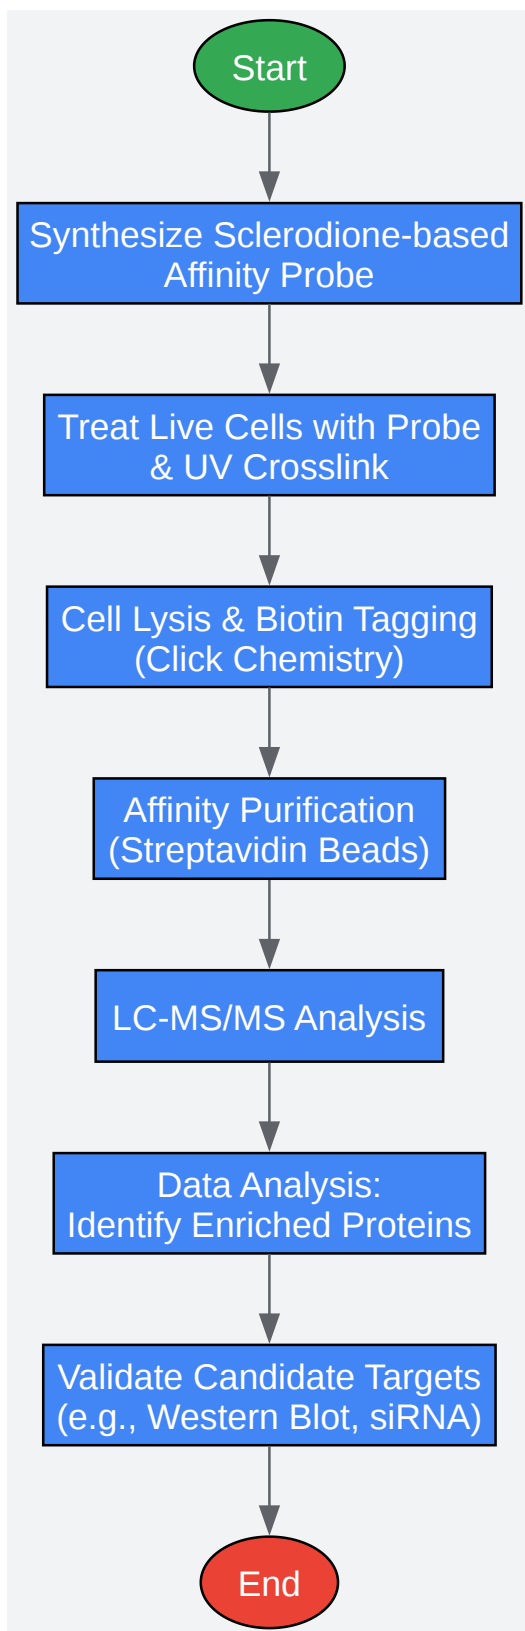 Start
Synthesize Sclerodione-based
Affinity Probe
Treat Live Cells with Probe
& UV Crosslink
Cell Lysis & Biotin Tagging
(Click Chemistry)
Affinity Purification
(Streptavidin Beads)
LC-MS/MS Analysis
Data Analysis:
Identify Enriched Proteins
Validate Candidate Targets
(e.g., Western Blot, siRNA)
End